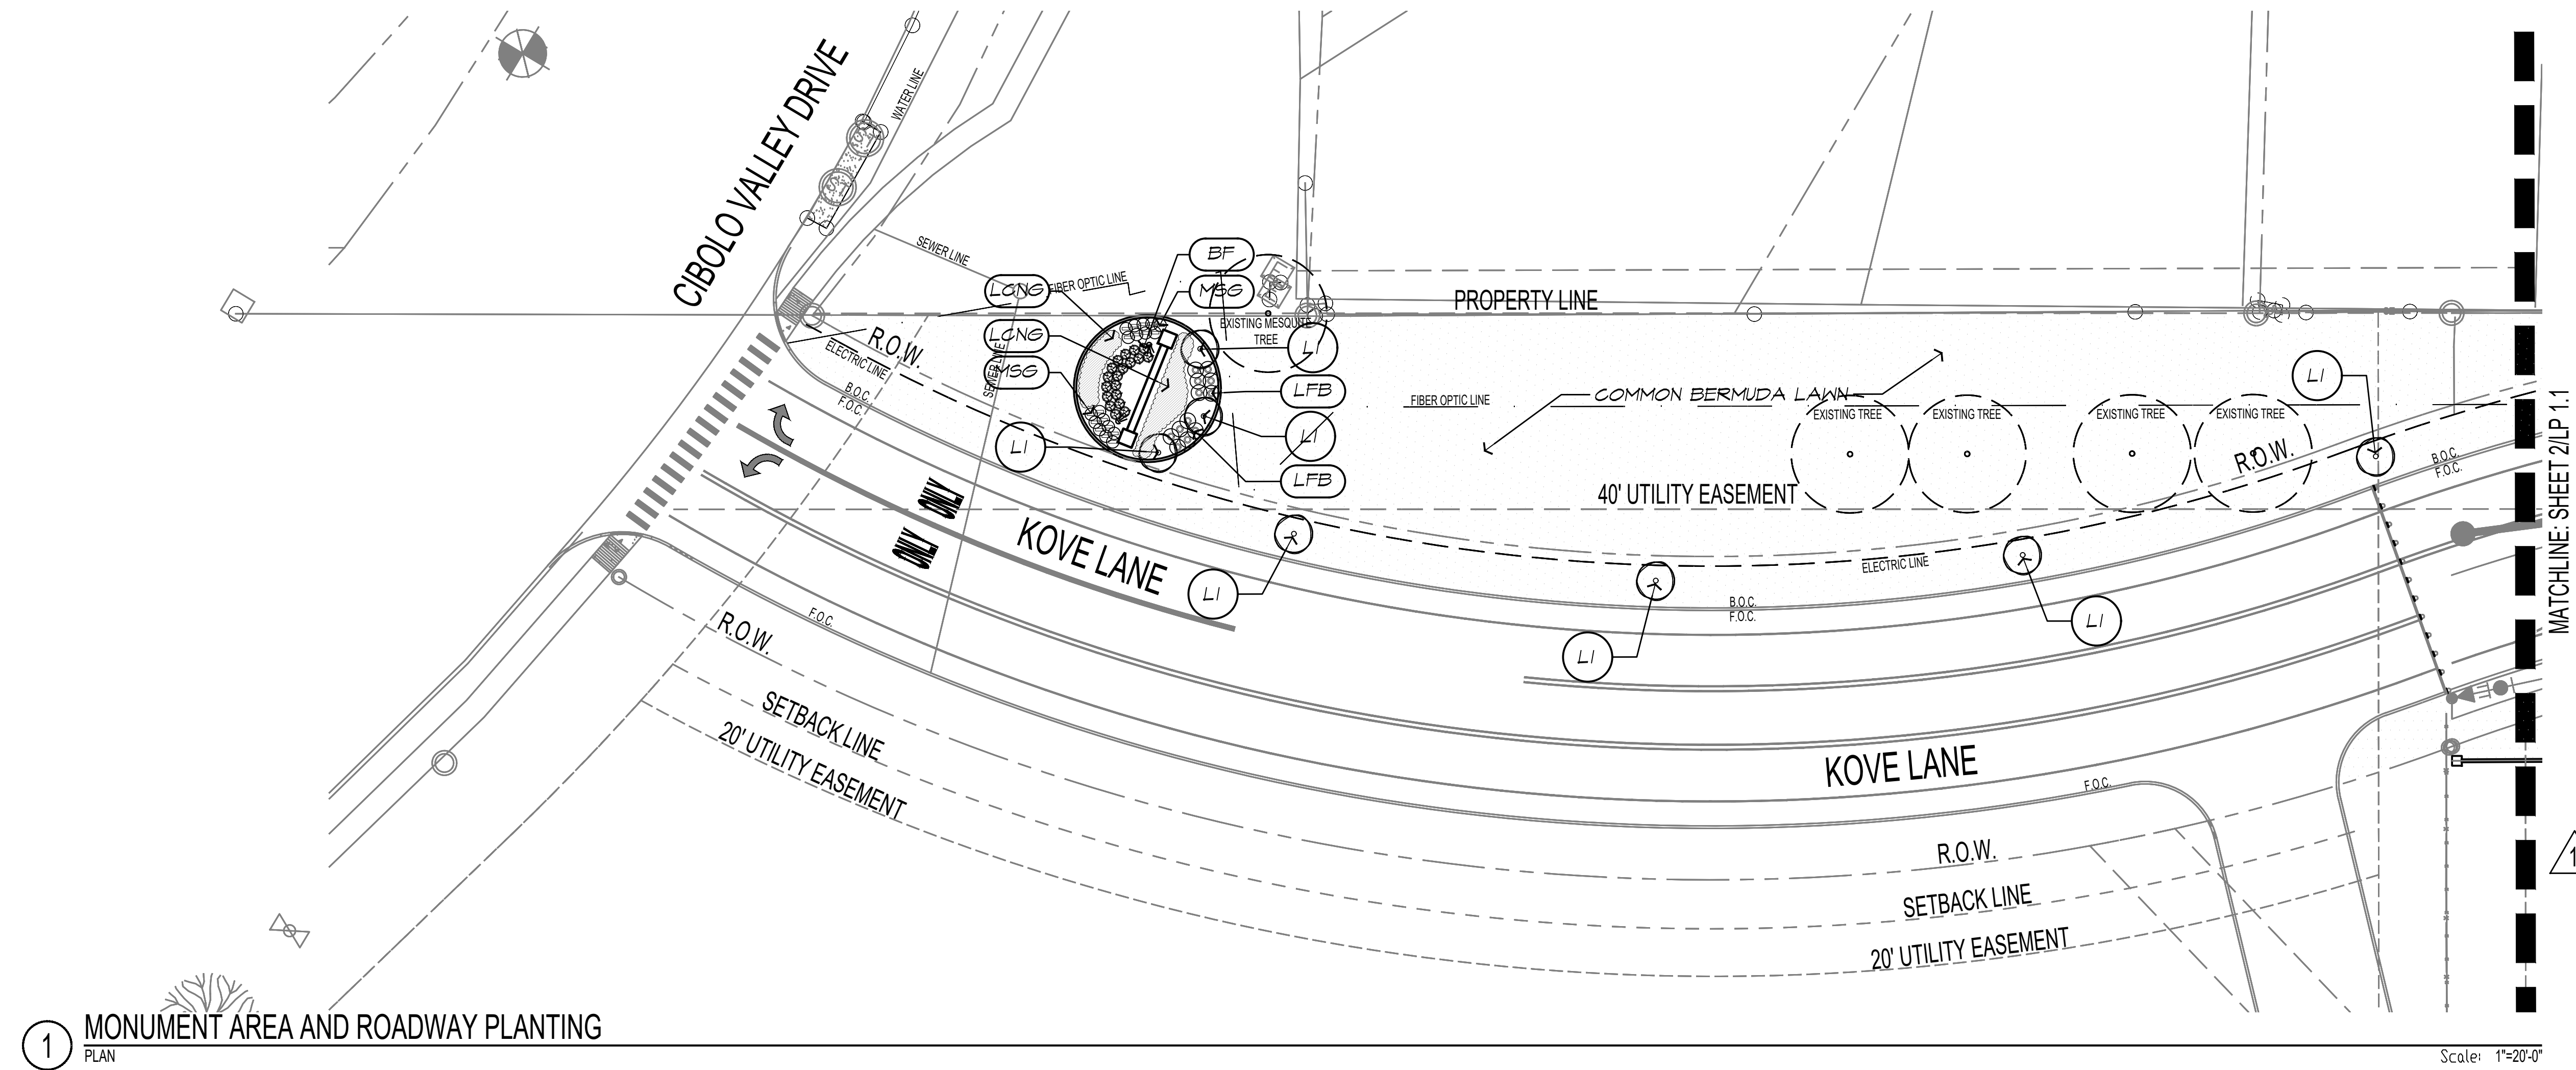 CIBOLO VALLEY DRIVE
WATER LINE
SEWER LINE
FIBER OPTIC LINE
LCNG
BF
MSG
LCNG
MSG
SEWER LINE
EXISTING MESQUITE
TREE
LI
LFB
LI
LFB
LI
PROPERTY LINE
R.O.W.
ELECTRIC LINE
B.O.C.
F.O.C.
FIBER OPTIC LINE
COMMON BERMUDA LAWN
EXISTING TREE
EXISTING TREE
EXISTING TREE
EXISTING TREE
LI
R.O.W.
B.O.C.
F.O.C.
40' UTILITY EASEMENT
ONLY
ONLY
KOVE LANE
LI
ELECTRIC LINE
B.O.C.
F.O.C.
LI
LI
F.O.C.
R.O.W.
SETBACK LINE
20' UTILITY EASEMENT
KOVE LANE
F.O.C.
R.O.W.
SETBACK LINE
20' UTILITY EASEMENT
MATCHLINE: SHEET 2/LP 1.1
1
1
MONUMENT AREA AND ROADWAY PLANTING
PLAN
Scale: 1"=20'-0"